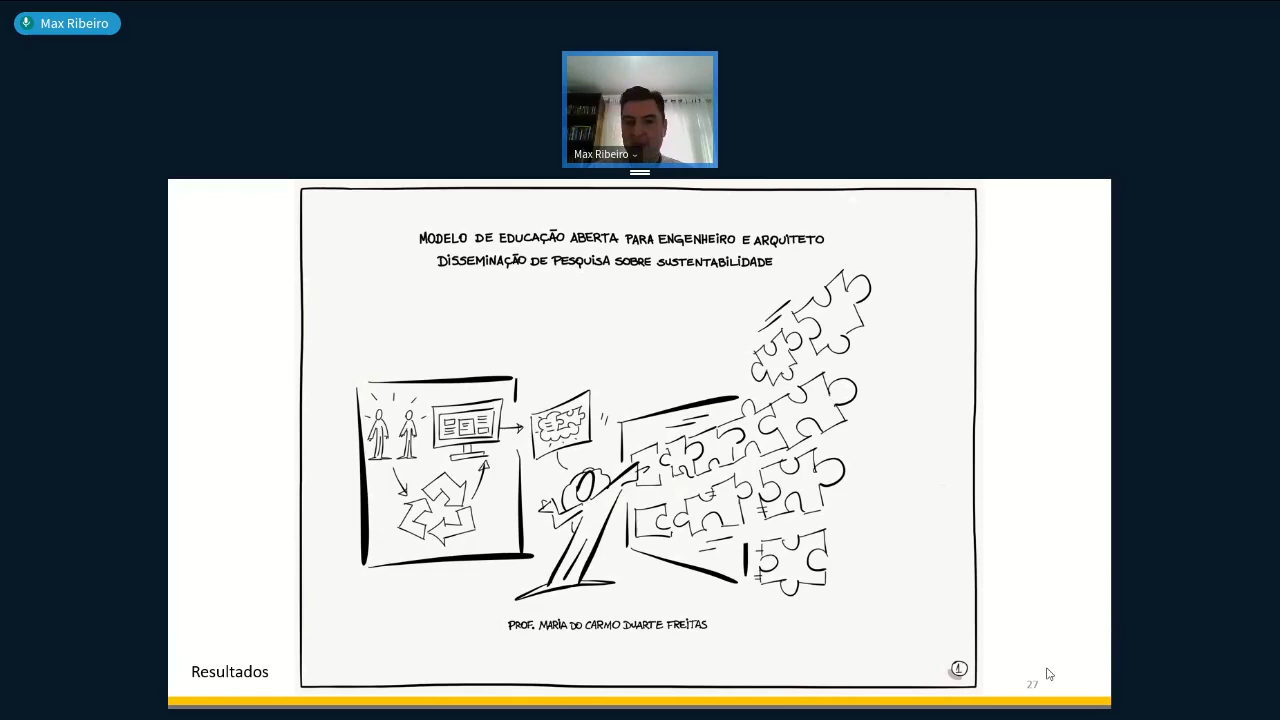 Max Ribeiro
Max Ribeiro
MODELO DE EDUCAÇÃO ABERTA PARA ENGENHEIRO E ARQUITETO
DISSEMINAÇÃO DE PESQUISA SOBRE SUSTENTABILIDADE
PROF. MARIA DO CARMO DUARTE FREITAS
Resultados
1
27